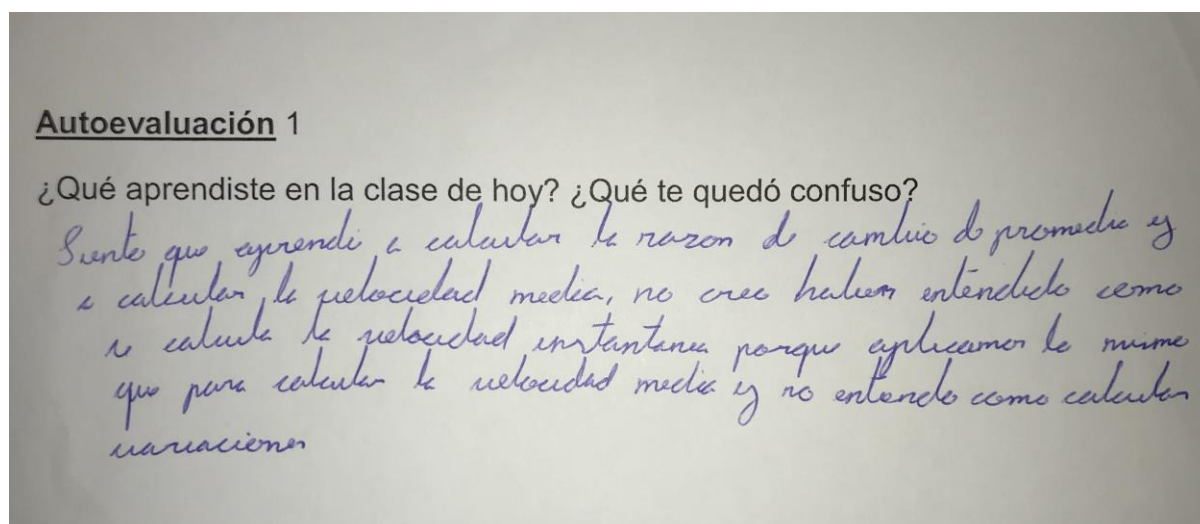 Autoevaluación 1
¿Qué aprendiste en la clase de hoy? ¿Qué te quedó confuso?
Siento que aprendi a calcular la razon de cambio de promedio y
a calcular la velocidad media, no creo haber entendido como
se calcula la velocidad instantanea porque aplicamos lo mismo
que para calcular la velocidad media y no entiendo como calcular
variaciones